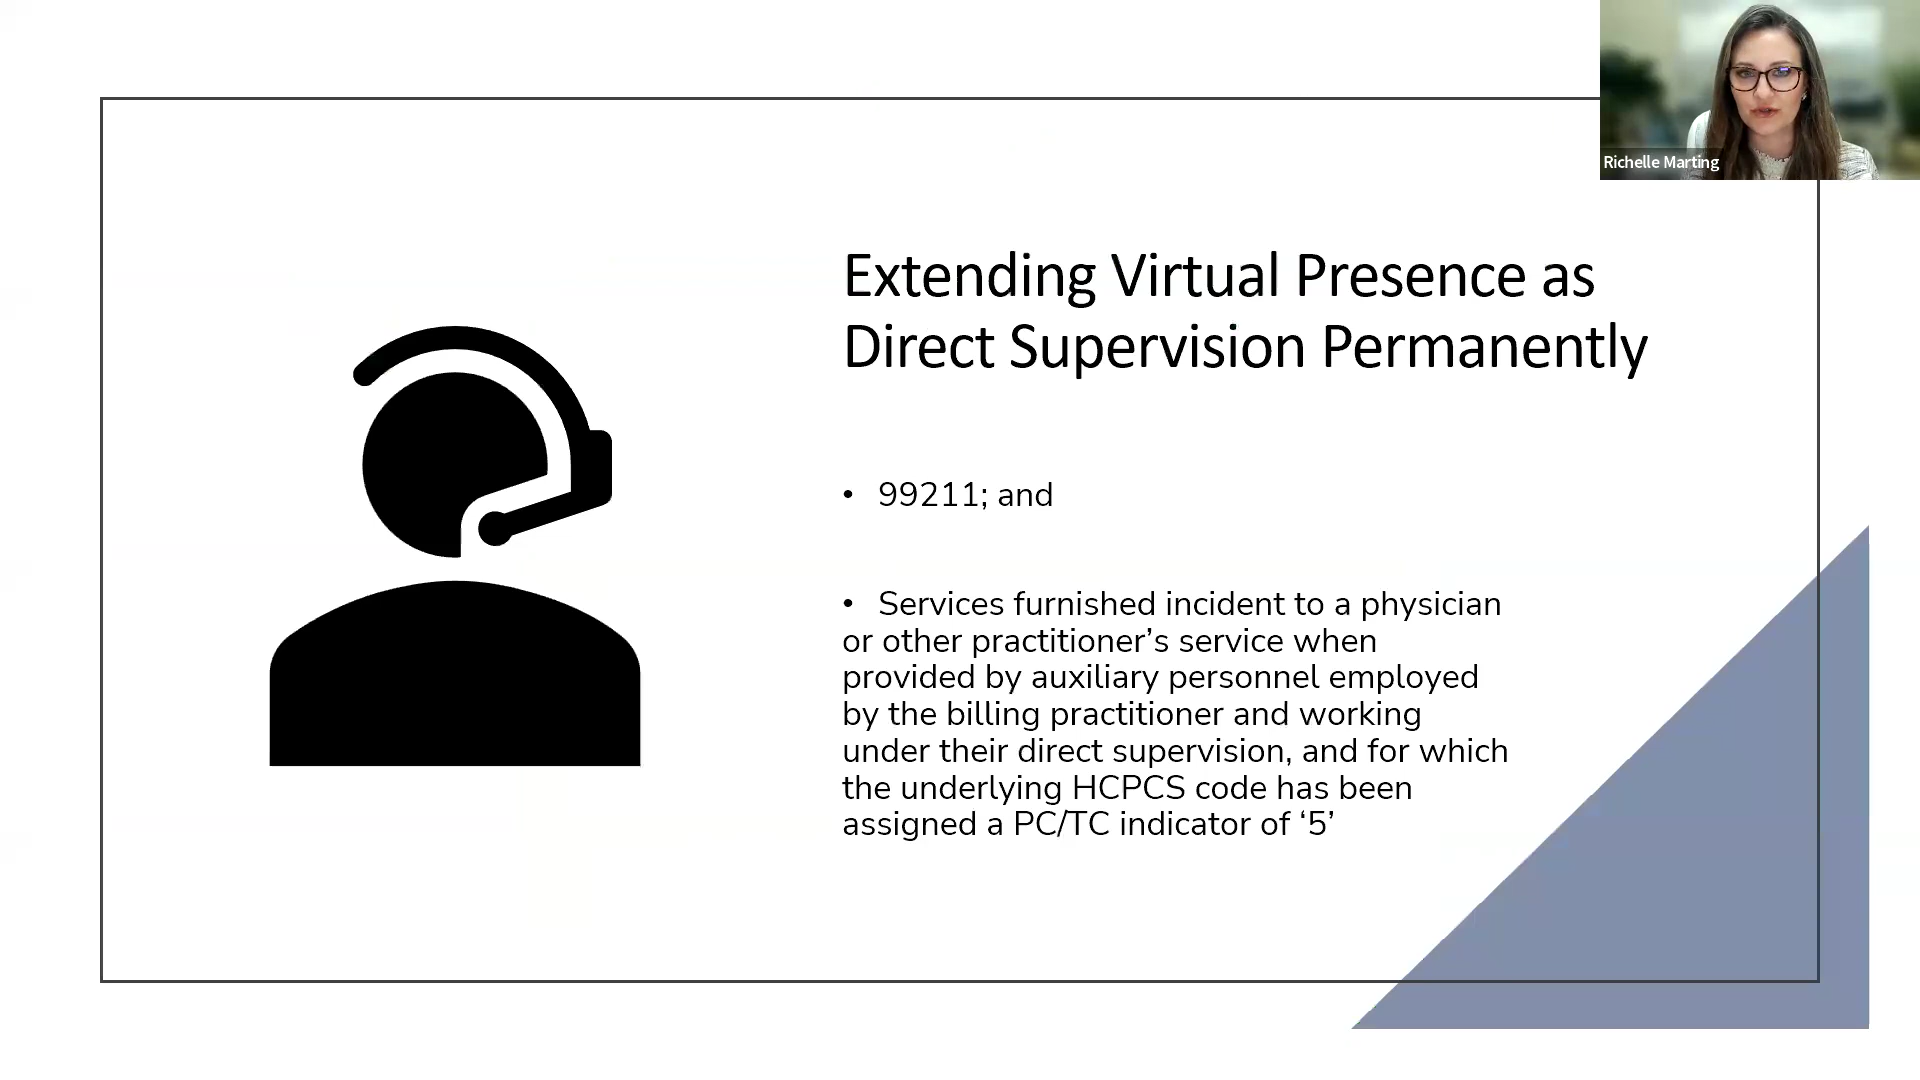 Richelle Marting
Extending Virtual Presence as
Direct Supervision Permanently
• 99211; and
• Services furnished incident to a physician
or other practitioner’s service when
provided by auxiliary personnel employed
by the billing practitioner and working
under their direct supervision, and for which
the underlying HCPCS code has been
assigned a PC/TC indicator of ‘5’